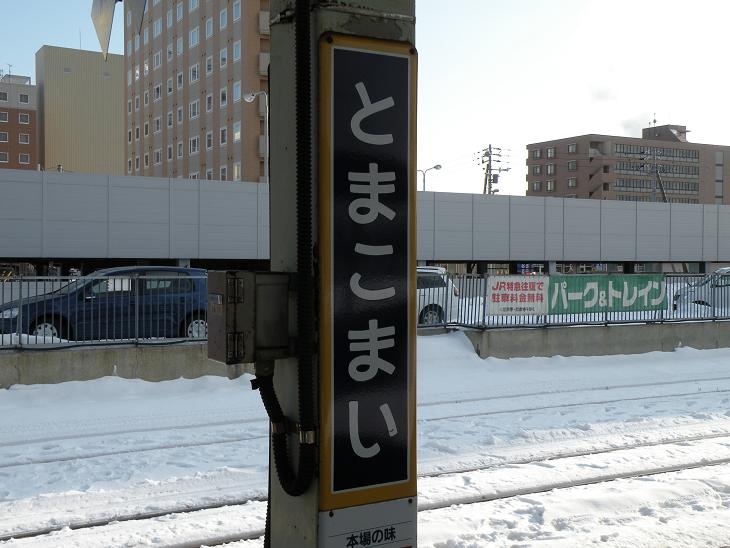 とまこまい
本場の味
JR特急往復で
駐車料金無料
パーク&トレイン